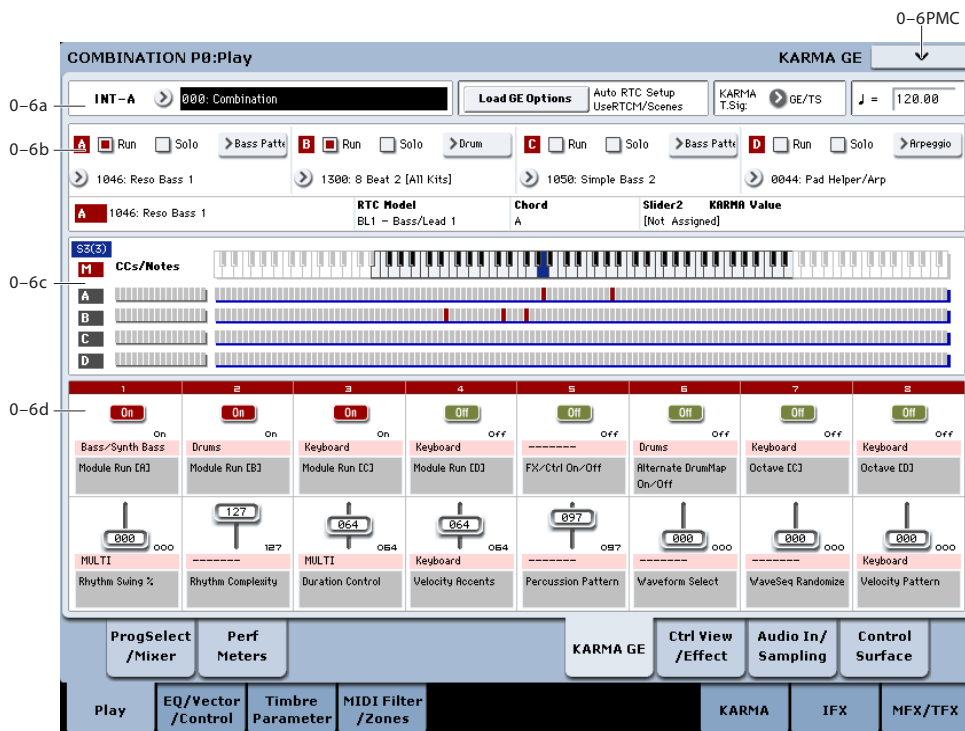 0–6PMC
COMBINATION P0:Play KARMA GE
0–6a
INT-A 000: Combination Load GE Options Auto RTC Setup UseRTCM/Scenes KARMA T.Sig: GE/TS ♩ = 120.00
0–6b
A Run Solo >Bass Patte B Run Solo >Drum C Run Solo >Bass Patte D Run Solo >Arpeggio
1046: Reso Bass 1 1300: 8 Beat 2 [All Kits] 1050: Simple Bass 2 0044: Pad Helper/Arp
RTC Model Chord Slider2 KARMA Value
A 1046: Reso Bass 1 BL1 - Bass/Lead 1 A [Not Assigned]
S3(3)
0–6c
M CCs/Notes
A
B
C
D
1 2 3 4 5 6 7 8
0–6d
On On On Off Off Off Off Off
On On On Off Off Off Off Off
Bass/Synth Bass Drums Keyboard Keyboard ------- Drums Keyboard Keyboard
Module Run [A] Module Run [B] Module Run [C] Module Run [D] FX/Ctrl On/Off Alternate DrumMap On/Off Octave [C] Octave [D]
000 127 064 064 097 000 000 000
000 127 064 064 097 000 000 000
MULTI ------- MULTI Keyboard ------- ------- ------- Keyboard
Rhythm Swing % Rhythm Complexity Duration Control Velocity Accents Percussion Pattern Waveform Select WaveSeq Randomize Velocity Pattern
ProgSelect /Mixer Perf Meters KARMA GE Ctrl View /Effect Audio In/ Sampling Control Surface
Play EQ/Vector /Control Timbre Parameter MIDI Filter /Zones KARMA IFX MFX/TFX